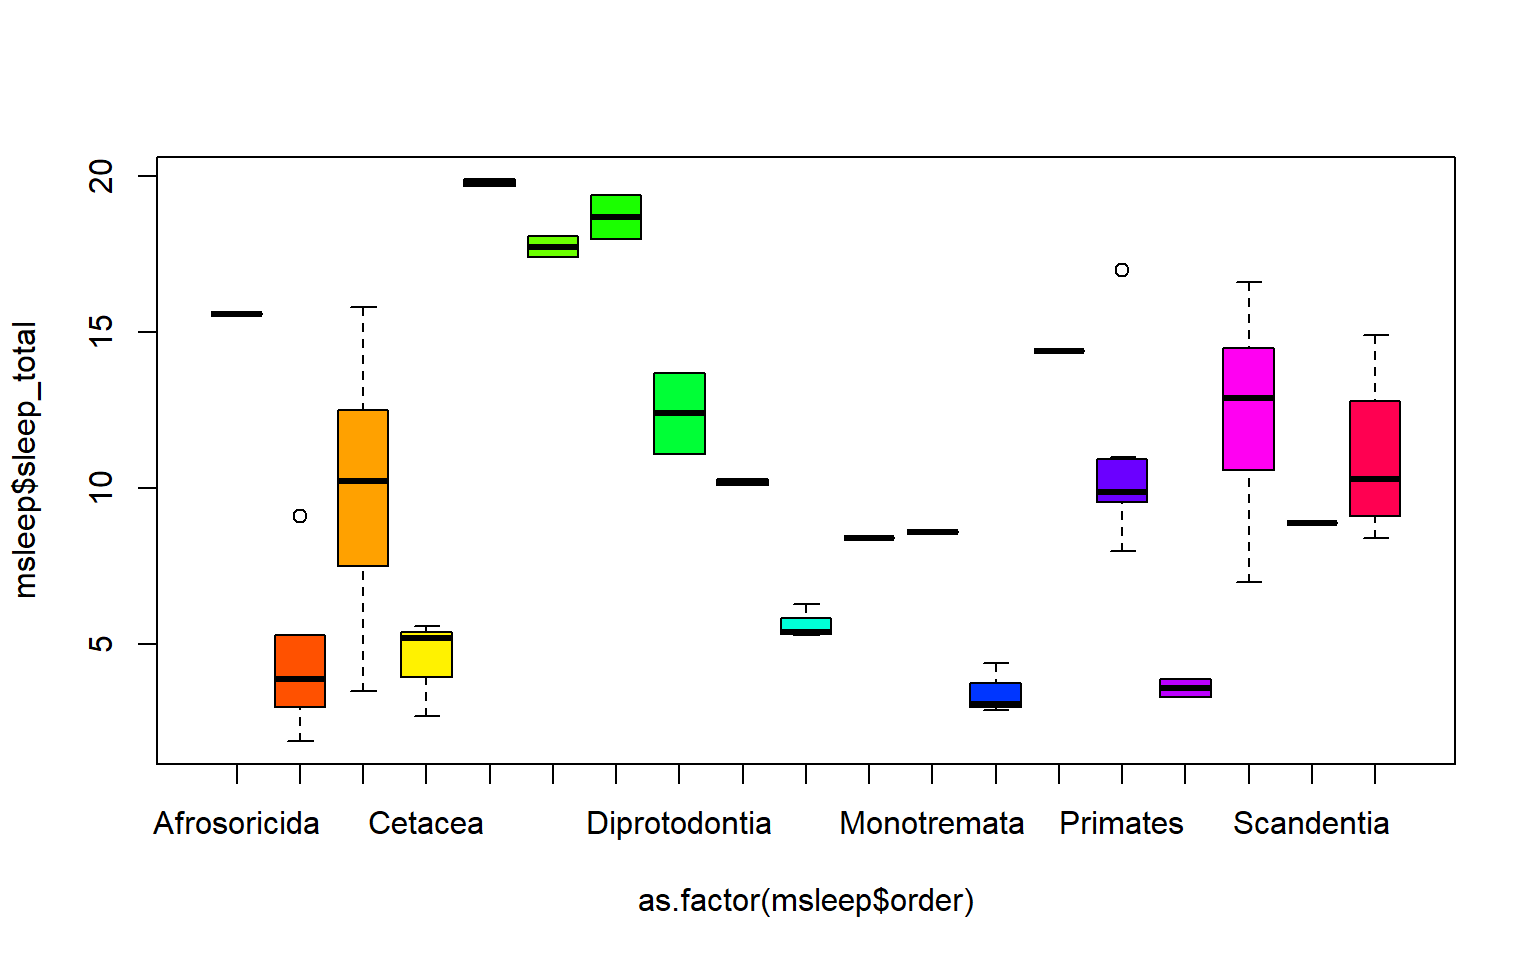 msleep$sleep_total
20
15
10
5
Afrosoricida Cetacea Diprotodontia Monotremata Primates Scandentia
as.factor(msleep$order)